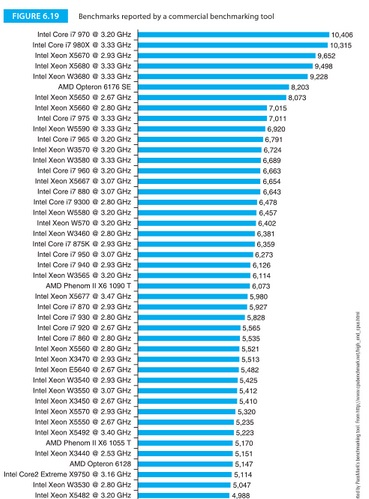 FIGURE 6.19 Benchmarks reported by a commercial benchmarking tool
Intel Core i7 970 @ 3.20 GHz 10,406
Intel Core i7 980X @ 3.33 GHz 10,315
Intel Xeon X5670 @ 2.93 GHz 9,652
Intel Xeon X5680 @ 3.33 GHz 9,498
Intel Xeon W3680 @ 3.33 GHz 9,228
AMD Opteron 6176 SE 8,203
Intel Xeon X5650 @ 2.67 GHz 8,073
Intel Xeon X5660 @ 2.80 GHz 7,015
Intel Core i7 975 @ 3.33 GHz 7,011
Intel Xeon W5590 @ 3.33 GHz 6,920
Intel Core i7 965 @ 3.20 GHz 6,791
Intel Xeon W3570 @ 3.20 GHz 6,724
Intel Xeon W3580 @ 3.33 GHz 6,689
Intel Core i7 960 @ 3.20 GHz 6,663
Intel Xeon X5667 @ 3.07 GHz 6,654
Intel Core i7 880 @ 3.07 GHz 6,643
Intel Core i7 9300 @ 2.80 GHz 6,478
Intel Xeon W5580 @ 3.20 GHz 6,457
Intel Xeon W570 @ 3.20 GHz 6,402
Intel Xeon W3460 @ 2.80 GHz 6,381
Intel Core i7 875K @ 2.93 GHz 6,359
Intel Core i7 950 @ 3.07 GHz 6,273
Intel Core i7 940 @ 2.93 GHz 6,126
Intel Xeon W3565 @ 3.20 GHz 6,114
AMD Phenom II X6 1090 T 6,073
Intel Xeon X5677 @ 3.47 GHz 5,980
Intel Core i7 870 @ 2.93 GHz 5,927
Intel Core i7 930 @ 2.80 GHz 5,828
Intel Core i7 920 @ 2.67 GHz 5,565
Intel Core i7 860 @ 2.80 GHz 5,535
Intel Xeon X5560 @ 2.80 GHz 5,521
Intel Xeon X3470 @ 2.93 GHz 5,513
Intel Xeon E5640 @ 2.67 GHz 5,482
Intel Xeon W3540 @ 2.93 GHz 5,425
Intel Xeon W3550 @ 3.07 GHz 5,412
Intel Xeon X3450 @ 2.67 GHz 5,410
Intel Xeon X5570 @ 2.93 GHz 5,320
Intel Xeon X5550 @ 2.67 GHz 5,235
Intel Xeon X5492 @ 3.40 GHz 5,223
AMD Phenom II X6 1055 T 5,170
Intel Xeon X3440 @ 2.53 GHz 5,151
AMD Opteron 6128 5,147
Intel Core2 Extreme X9750 @ 3.16 GHz 5,114
Intel Xeon W3530 @ 2.80 GHz 5,047
Intel Xeon X5482 @ 3.20 GHz 4,988